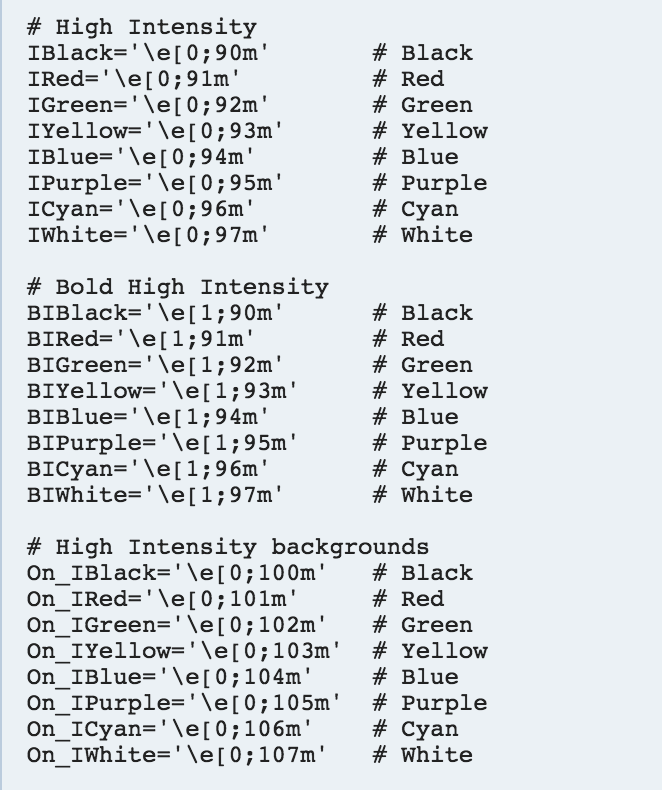 # High Intensity
IBlack='\e[0;90m'       # Black
IRed='\e[0;91m'         # Red
IGreen='\e[0;92m'       # Green
IYellow='\e[0;93m'      # Yellow
IBlue='\e[0;94m'        # Blue
IPurple='\e[0;95m'      # Purple
ICyan='\e[0;96m'        # Cyan
IWhite='\e[0;97m'       # White

# Bold High Intensity
BIBlack='\e[1;90m'      # Black
BIRed='\e[1;91m'        # Red
BIGreen='\e[1;92m'      # Green
BIYellow='\e[1;93m'     # Yellow
BIBlue='\e[1;94m'       # Blue
BIPurple='\e[1;95m'     # Purple
BICyan='\e[1;96m'       # Cyan
BIWhite='\e[1;97m'      # White

# High Intensity backgrounds
On_IBlack='\e[0;100m'   # Black
On_IRed='\e[0;101m'     # Red
On_IGreen='\e[0;102m'   # Green
On_IYellow='\e[0;103m'  # Yellow
On_IBlue='\e[0;104m'    # Blue
On_IPurple='\e[0;105m'  # Purple
On_ICyan='\e[0;106m'    # Cyan
On_IWhite='\e[0;107m'   # White